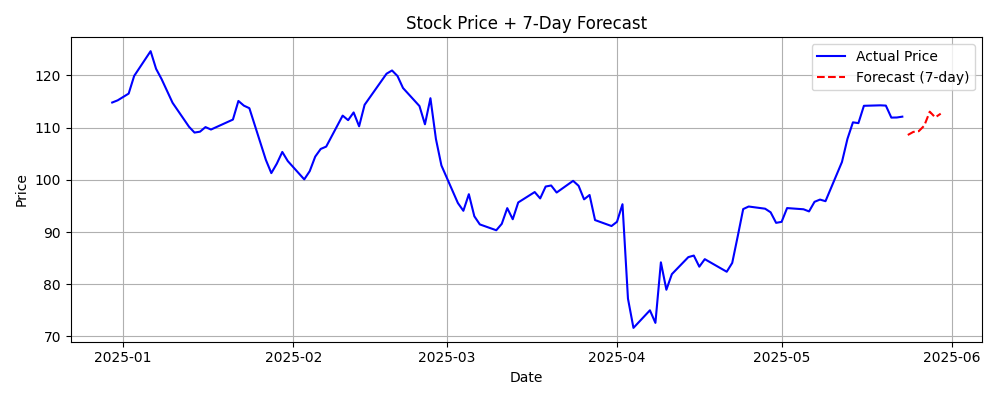 Stock Price + 7-Day Forecast
Actual Price
Forecast (7-day)
120
110
100
90
80
70
Price
2025-01
2025-02
2025-03
2025-04
2025-05
2025-06
Date